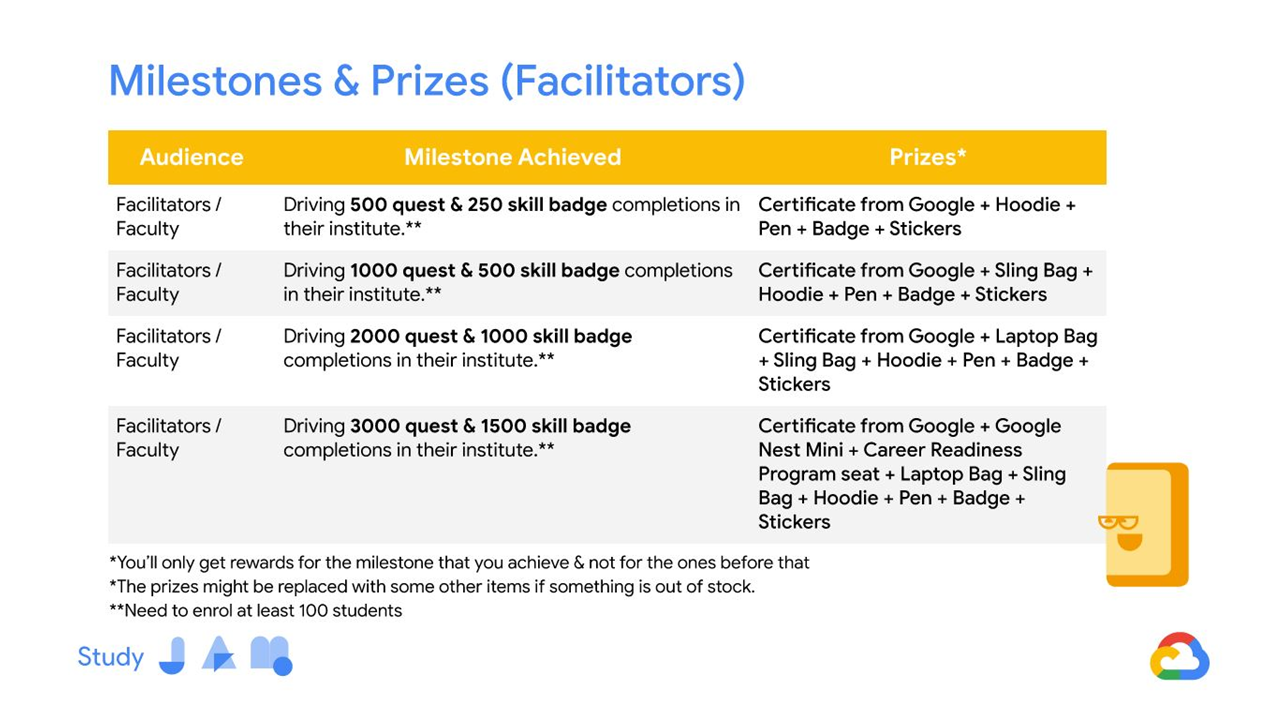 Milestones & Prizes (Facilitators)
Audience
Milestone Achieved
Prizes*
Facilitators /
Faculty
Driving 500 quest & 250 skill badge completions in
their institute.**
Certificate from Google + Hoodie +
Pen + Badge + Stickers
Facilitators /
Faculty
Driving 1000 quest & 500 skill badge completions
in their institute.**
Certificate from Google + Sling Bag +
Hoodie + Pen + Badge + Stickers
Facilitators /
Faculty
Driving 2000 quest & 1000 skill badge
completions in their institute.**
Certificate from Google + Laptop Bag
+ Sling Bag + Hoodie + Pen + Badge +
Stickers
Facilitators /
Faculty
Driving 3000 quest & 1500 skill badge
completions in their institute.**
Certificate from Google + Google
Nest Mini + Career Readiness
Program seat + Laptop Bag + Sling
Bag + Hoodie + Pen + Badge +
Stickers
*You’ll only get rewards for the milestone that you achieve & not for the ones before that
*The prizes might be replaced with some other items if something is out of stock.
**Need to enrol at least 100 students
Study JAM